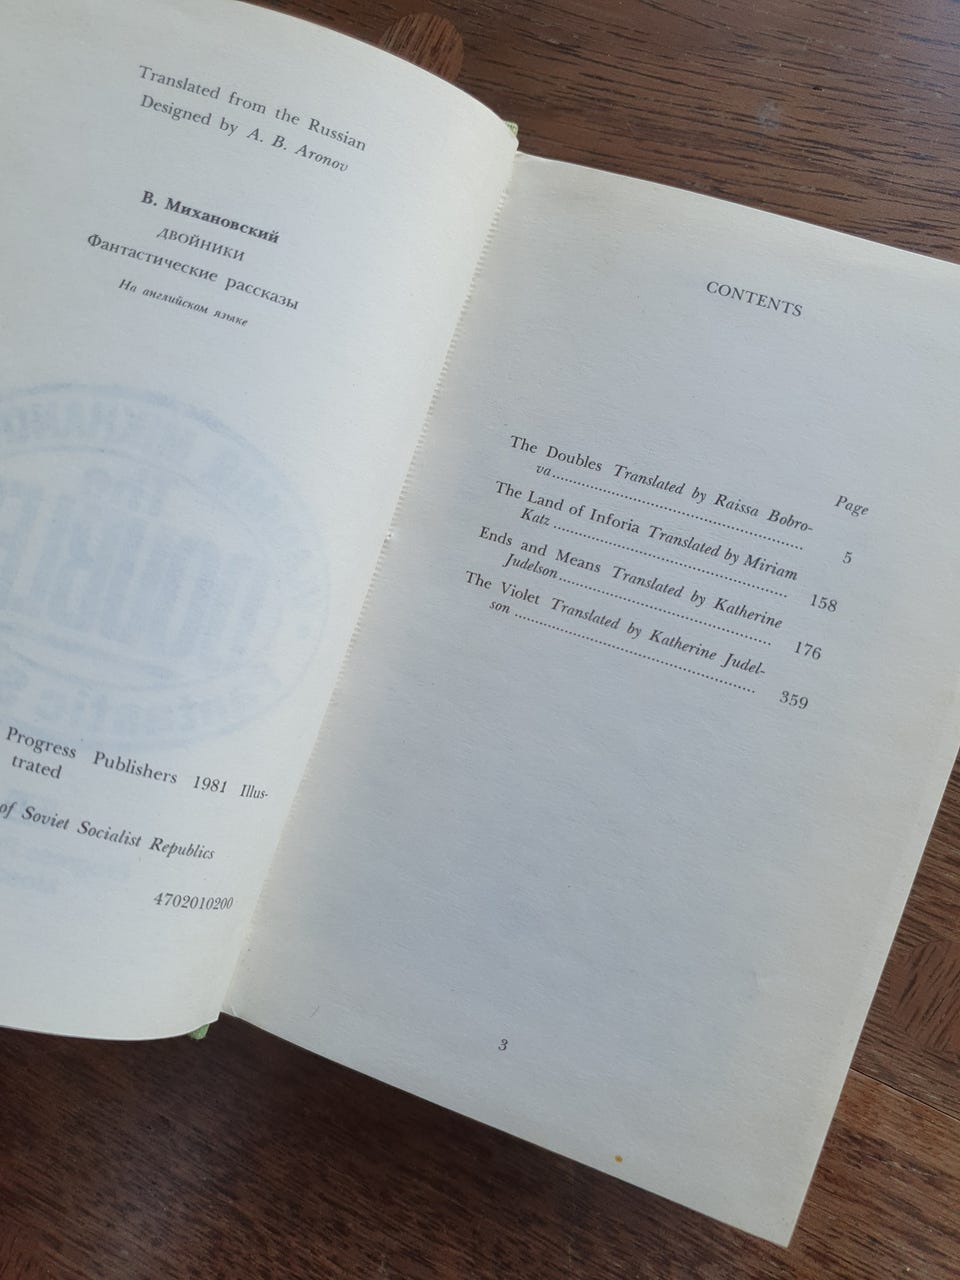 Translated from the Russian
Designed by A. B. Aronov
В. Михановский
ДВОЙНИКИ
Фантастические рассказы
На английском языке
Progress Publishers 1981 Illus-
trated
of Soviet Socialist Republics
4702010200
CONTENTS
Page
The Doubles Translated by Raissa Bobro-
va.......................................................... 5
The Land of Inforia Translated by Miriam
Katz ...................................................... 158
Ends and Means Translated by Katherine
Judelson................................................ 176
The Violet Translated by Katherine Judel-
son ........................................................ 359
3